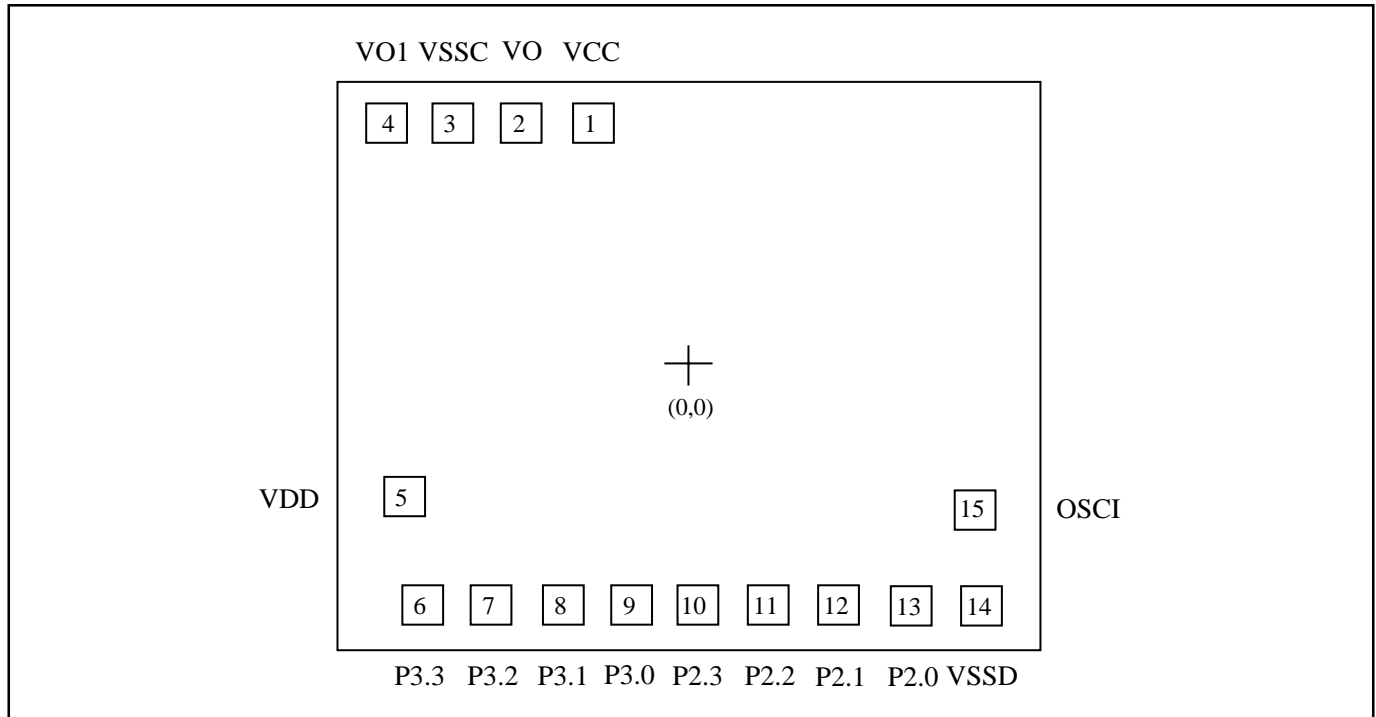 VO1 VSSC VO VCC
4 3 2 1
(0,0)
VDD 5 15 OSCI
6 7 8 9 10 11 12 13 14
P3.3 P3.2 P3.1 P3.0 P2.3 P2.2 P2.1 P2.0 VSSD